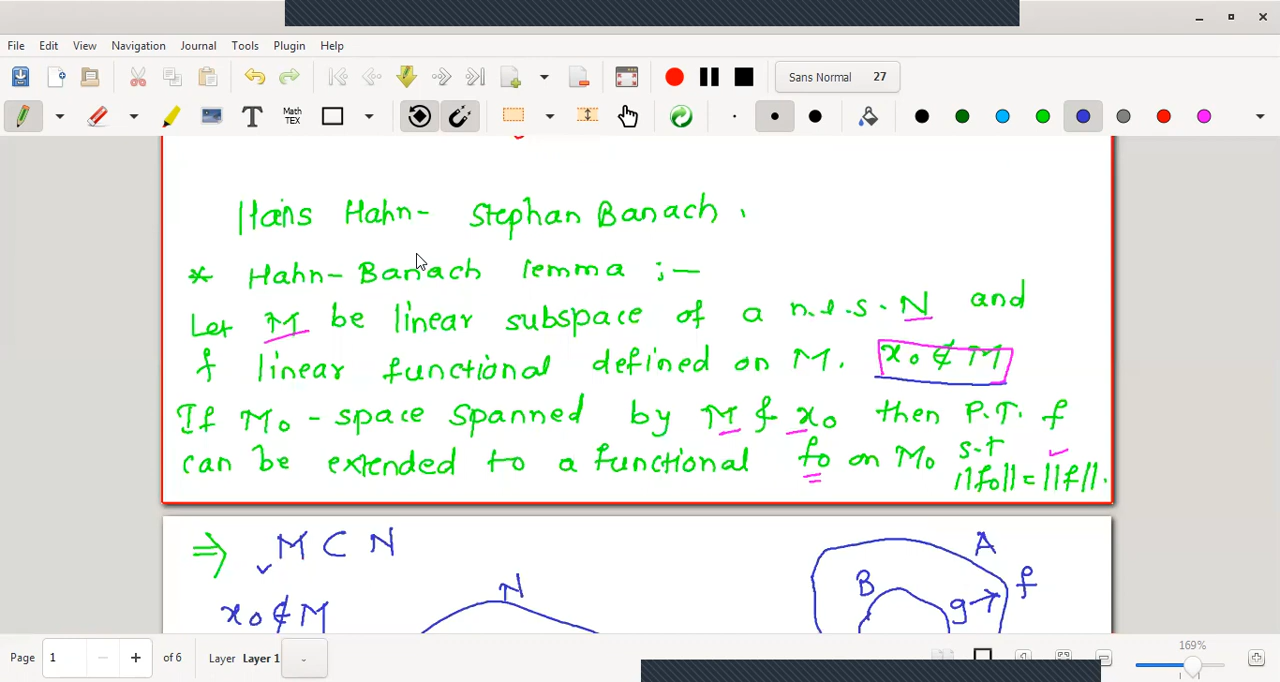 File Edit View Navigation Journal Tools Plugin Help
Sans Normal 27
T Math TEX
Hans Hahn- Stephan Banach.
* Hahn-Banach lemma :-
Let M be linear subspace of a n.l.s. N and
f linear functional defined on M. x₀ ∉ M
If M₀ - space spanned by M & x₀ then P.T. f
can be extended to a functional f₀ on M₀ s.t
||f₀|| = ||f||.
⇒ M ⊂ N
x₀ ∉ M
N
A
B
g →
f
Page 1 of 6 Layer Layer 1
169%